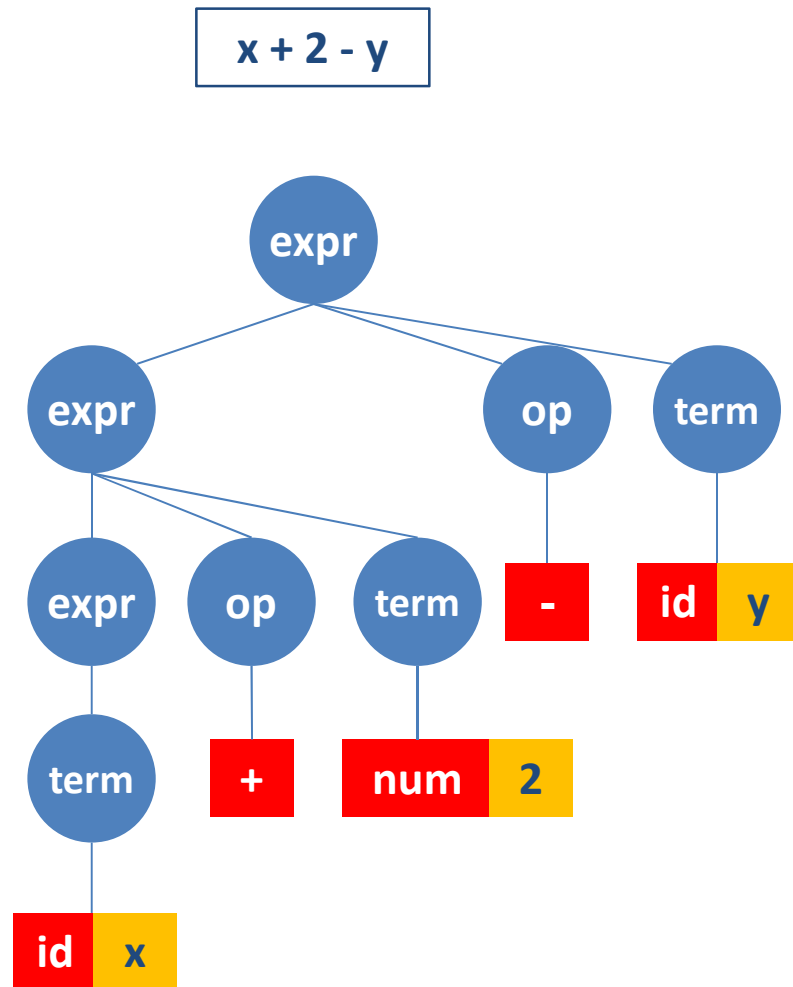 x + 2 - y
expr
expr op term
expr op term - id y
term + num 2
id x